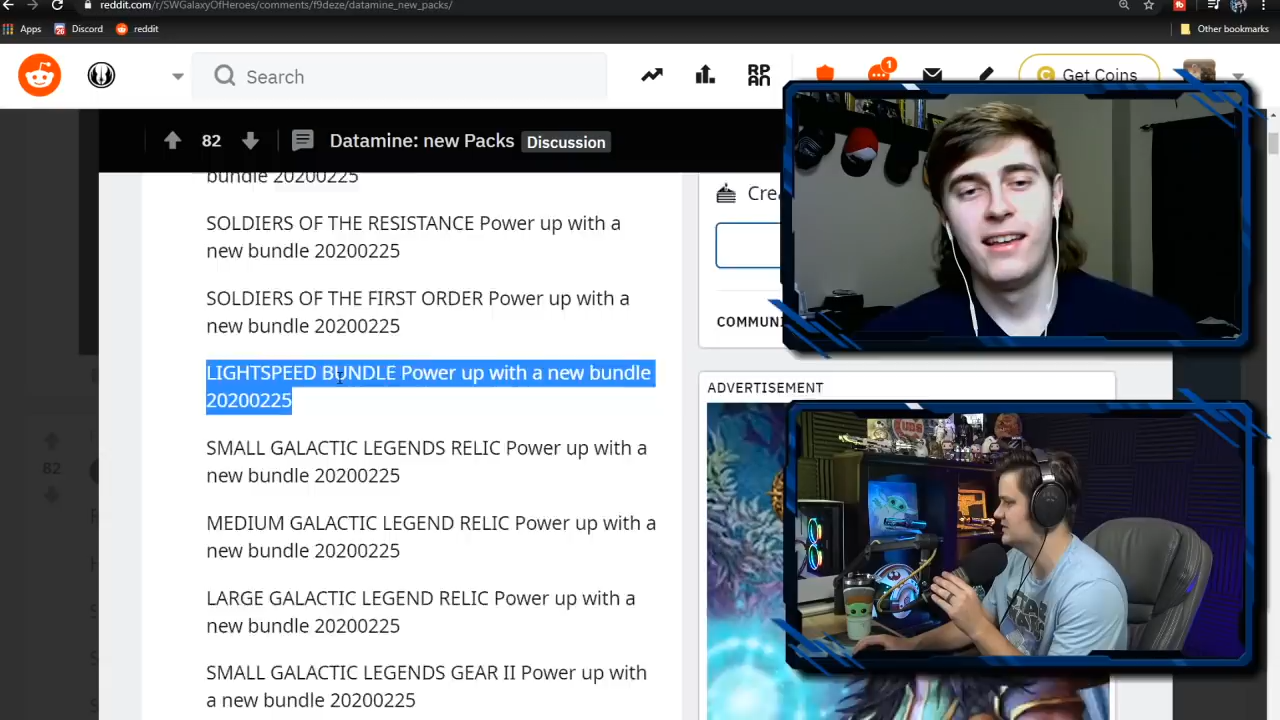 reddit.com/r/SWGalaxyOfHeroes/comments/f9deze/datamine_new_packs/
Apps
26
Discord
reddit
Other bookmarks
Search
RPAN
1
Get Coins
82
Datamine: new Packs
Discussion
bundle 20200225
SOLDIERS OF THE RESISTANCE Power up with a
new bundle 20200225
SOLDIERS OF THE FIRST ORDER Power up with a
new bundle 20200225
LIGHTSPEED BUNDLE Power up with a new bundle
20200225
SMALL GALACTIC LEGENDS RELIC Power up with a
new bundle 20200225
MEDIUM GALACTIC LEGEND RELIC Power up with a
new bundle 20200225
LARGE GALACTIC LEGEND RELIC Power up with a
new bundle 20200225
SMALL GALACTIC LEGENDS GEAR II Power up with
a new bundle 20200225
82
ADVERTISEMENT